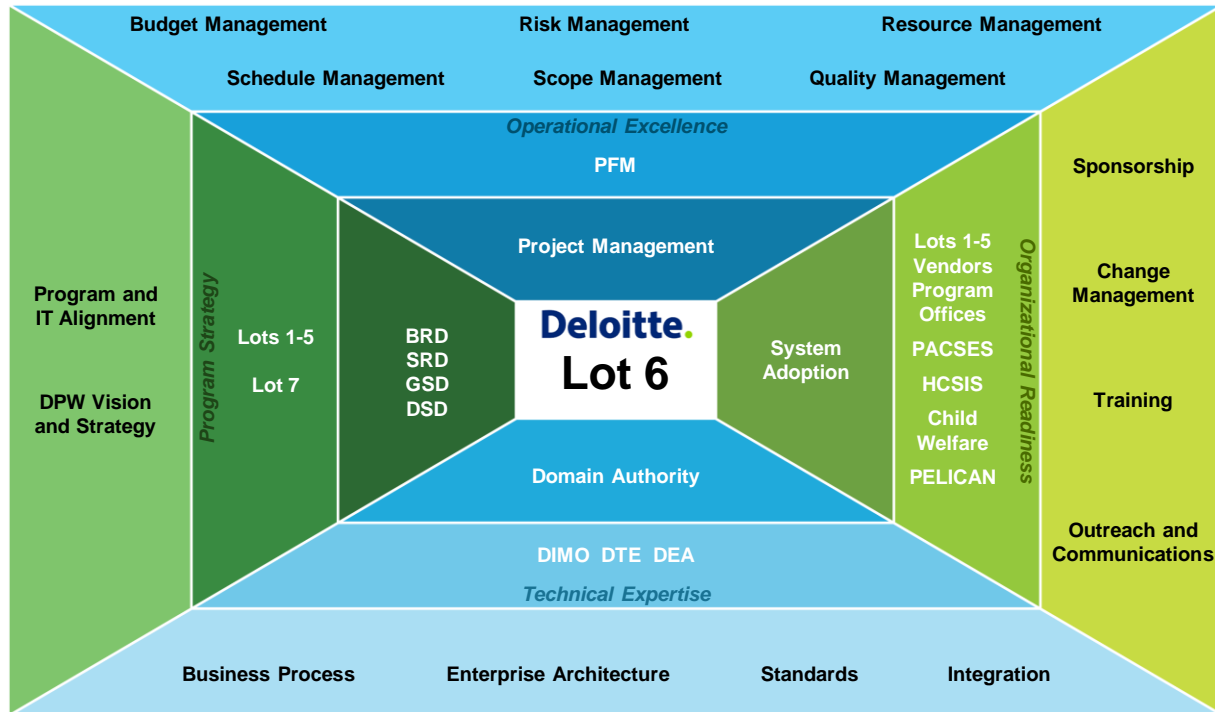 Budget Management Risk Management Resource Management
Schedule Management Scope Management Quality Management
Operational Excellence
PFM
Project Management
Program and
IT Alignment
DPW Vision
and Strategy
Program Strategy
Lots 1-5
Lot 7
BRD
SRD
GSD
DSD
Deloitte.
Lot 6
System
Adoption
Lots 1-5
Vendors
Program
Offices
PACSES
HCSIS
Child
Welfare
PELICAN
Organizational Readiness
Sponsorship
Change
Management
Training
Outreach and
Communications
Domain Authority
DIMO DTE DEA
Technical Expertise
Business Process Enterprise Architecture Standards Integration